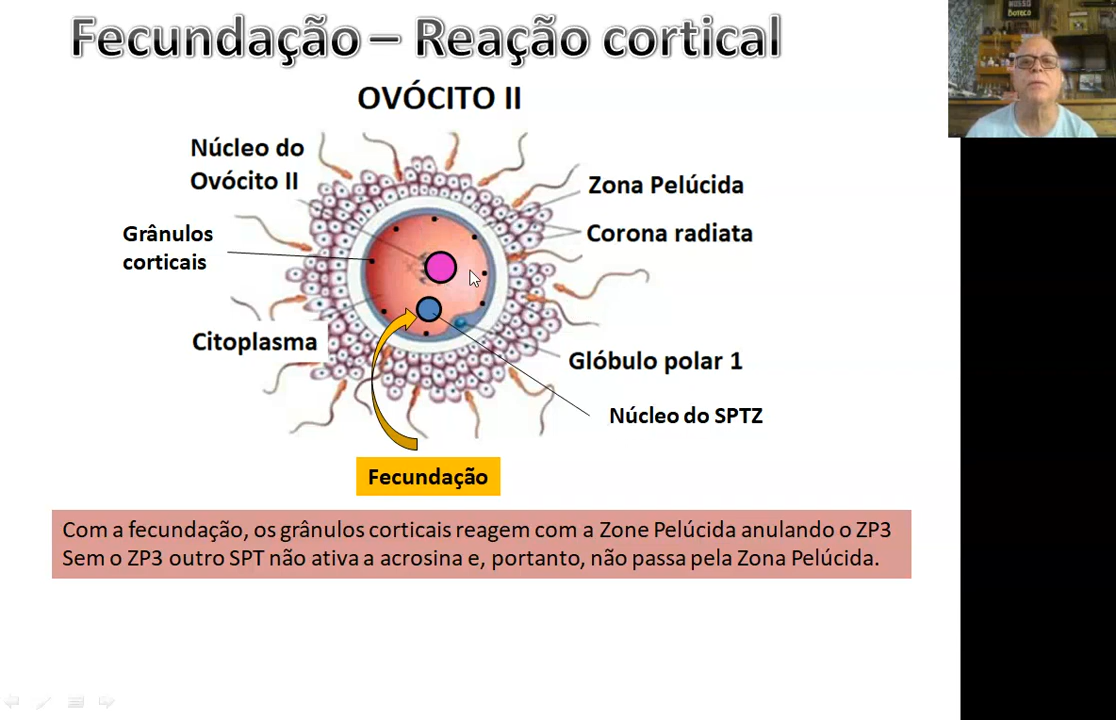 Fecundação – Reação cortical
OVÓCITO II
Núcleo do
Ovócito II
Zona Pelúcida
Grânulos
corticais
Corona radiata
Citoplasma
Glóbulo polar 1
Núcleo do SPTZ
Fecundação
Com a fecundação, os grânulos corticais reagem com a Zone Pelúcida anulando o ZP3
Sem o ZP3 outro SPT não ativa a acrosina e, portanto, não passa pela Zona Pelúcida.
NOSSO
BOTECO